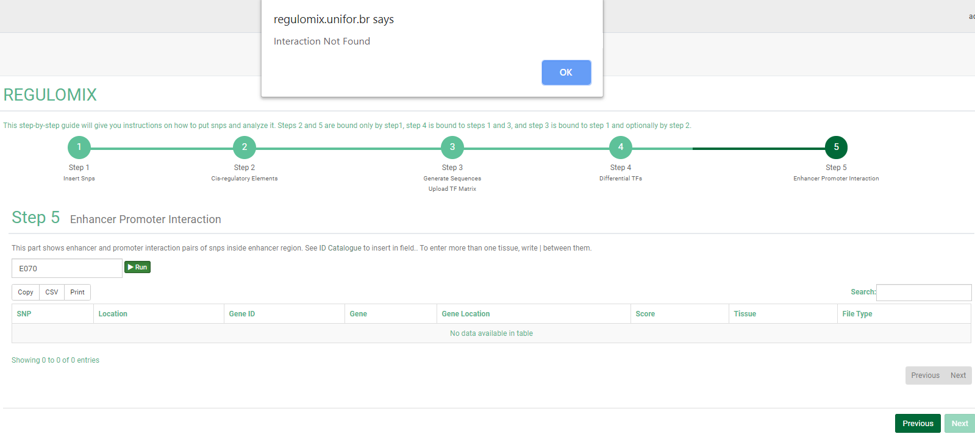 regulomix.unifor.br says
Interaction Not Found
OK
REGULOMIX
This step-by-step guide will give you instructions on how to put snps and analyze it. Steps 2 and 5 are bound only by step1, step 4 is bound to steps 1 and 3, and step 3 is bound to step 1 and optionally by step 2.
1 2 3 4 5
Step 1 Step 2 Step 3 Step 4 Step 5
Insert Snps Cis-regulatory Elements Generate Sequences Differential TFs Enhancer Promoter Interaction
Upload TF Matrix
Step 5 Enhancer Promoter Interaction
This part shows enhancer and promoter interaction pairs of snps inside enhancer region. See ID Catalogue to insert in field.. To enter more than one tissue, write | between them.
E070 Run
Copy CSV Print Search:
SNP Location Gene ID Gene Gene Location Score Tissue File Type
No data available in table
Showing 0 to 0 of 0 entries
Previous Next
Previous Next